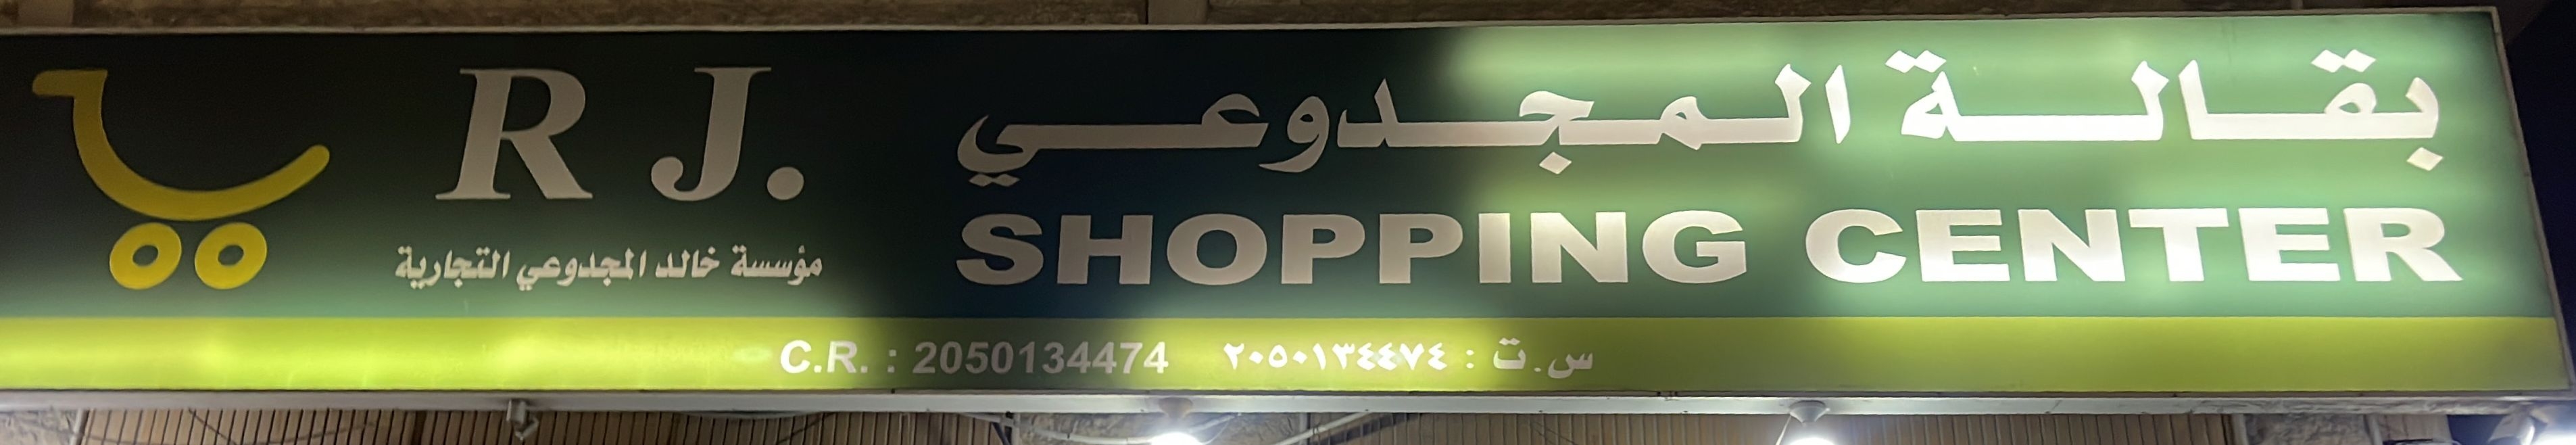 بقالة المجدوعي
R J.
SHOPPING CENTER
مؤسسة خالد المجدوعي التجارية
C.R. : 2050134474 س.ت : ٢٠٥٠١٣٤٤٧٤